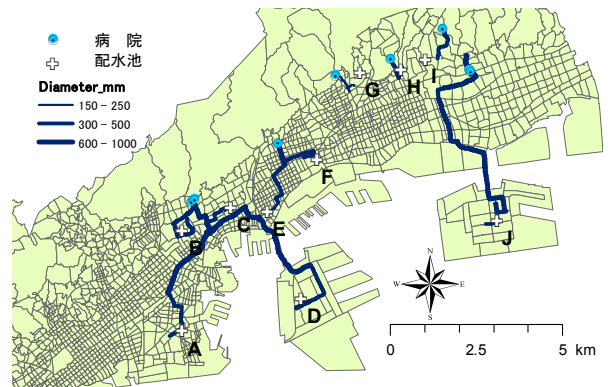 病 院
配水池
Diameter_mm
150 - 250
300 - 500
600 - 1000
I
G
H
F
C
E
B
J
D
A
N
W E
S
0 2.5 5 km